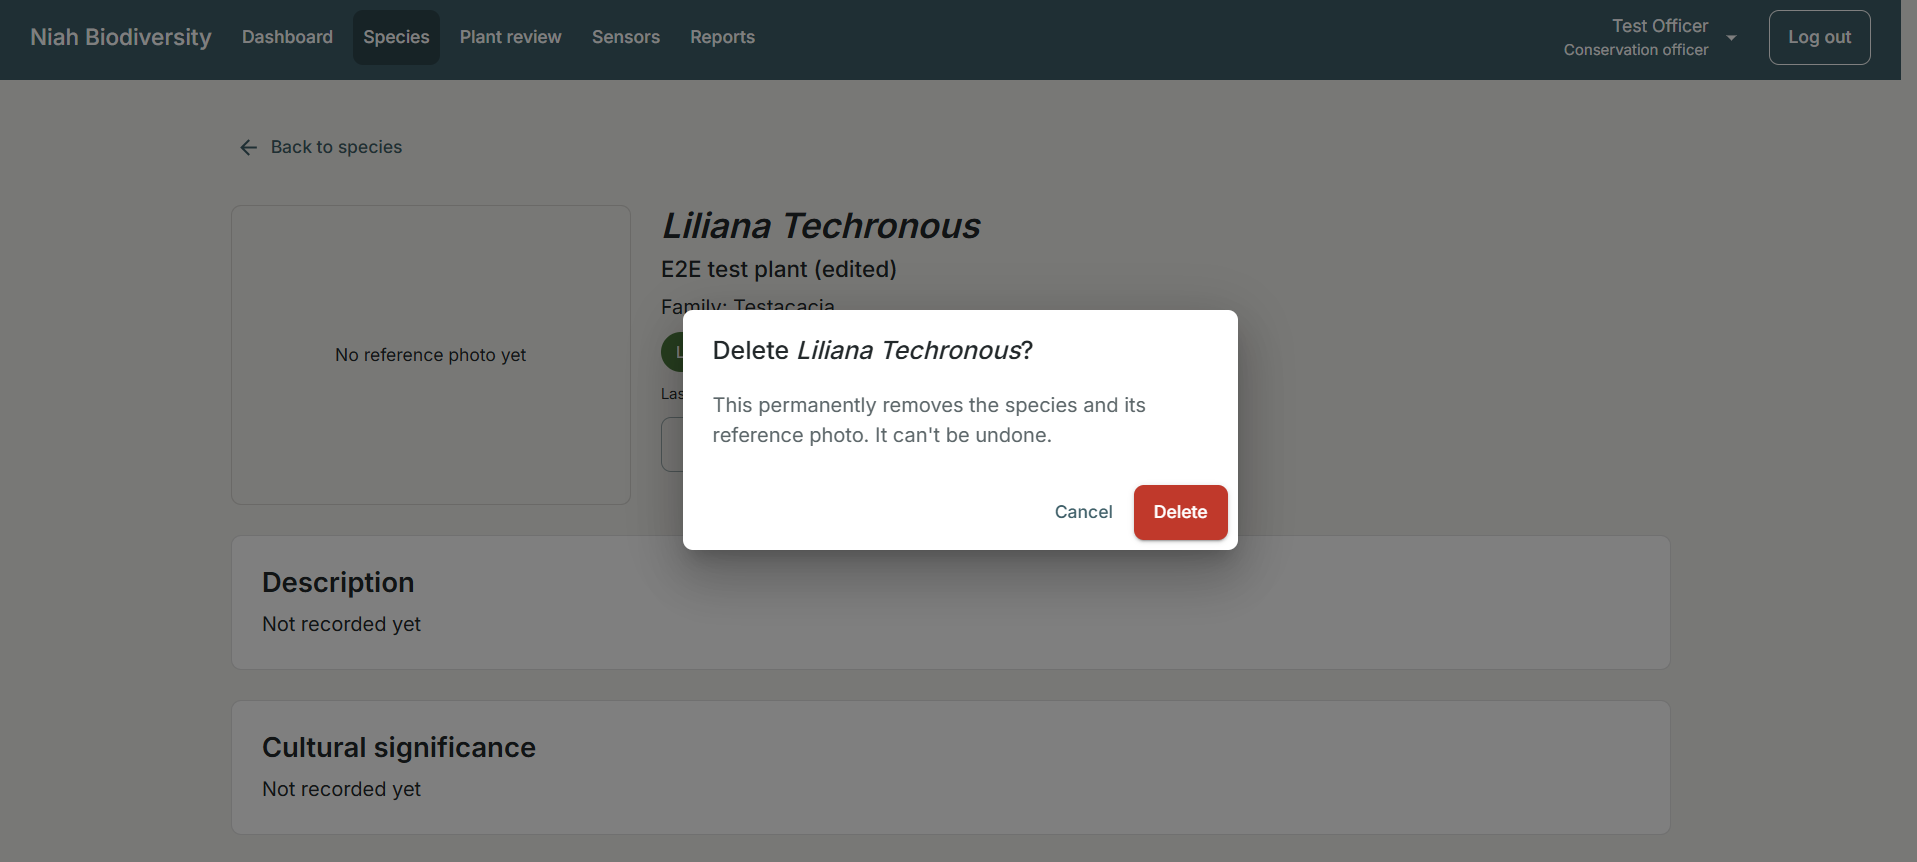 Niah Biodiversity
Dashboard
Species
Plant review
Sensors
Reports
Test Officer
Conservation officer
Log out
Back to species
No reference photo yet
Liliana Techronous
E2E test plant (edited)
Family: Testacacia
Delete Liliana Techronous?
This permanently removes the species and its
reference photo. It can't be undone.
Cancel
Delete
Description
Not recorded yet
Cultural significance
Not recorded yet